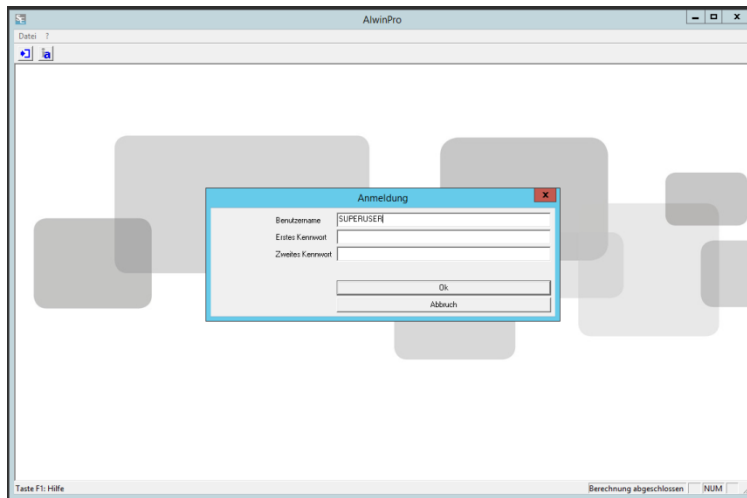 AlwinPro
Datei ?
a
Anmeldung
Benutzername SUPERUSER
Erstes Kennwort
Zweites Kennwort
Ok
Abbruch
Taste F1: Hilfe Berechnung abgeschlossen NUM